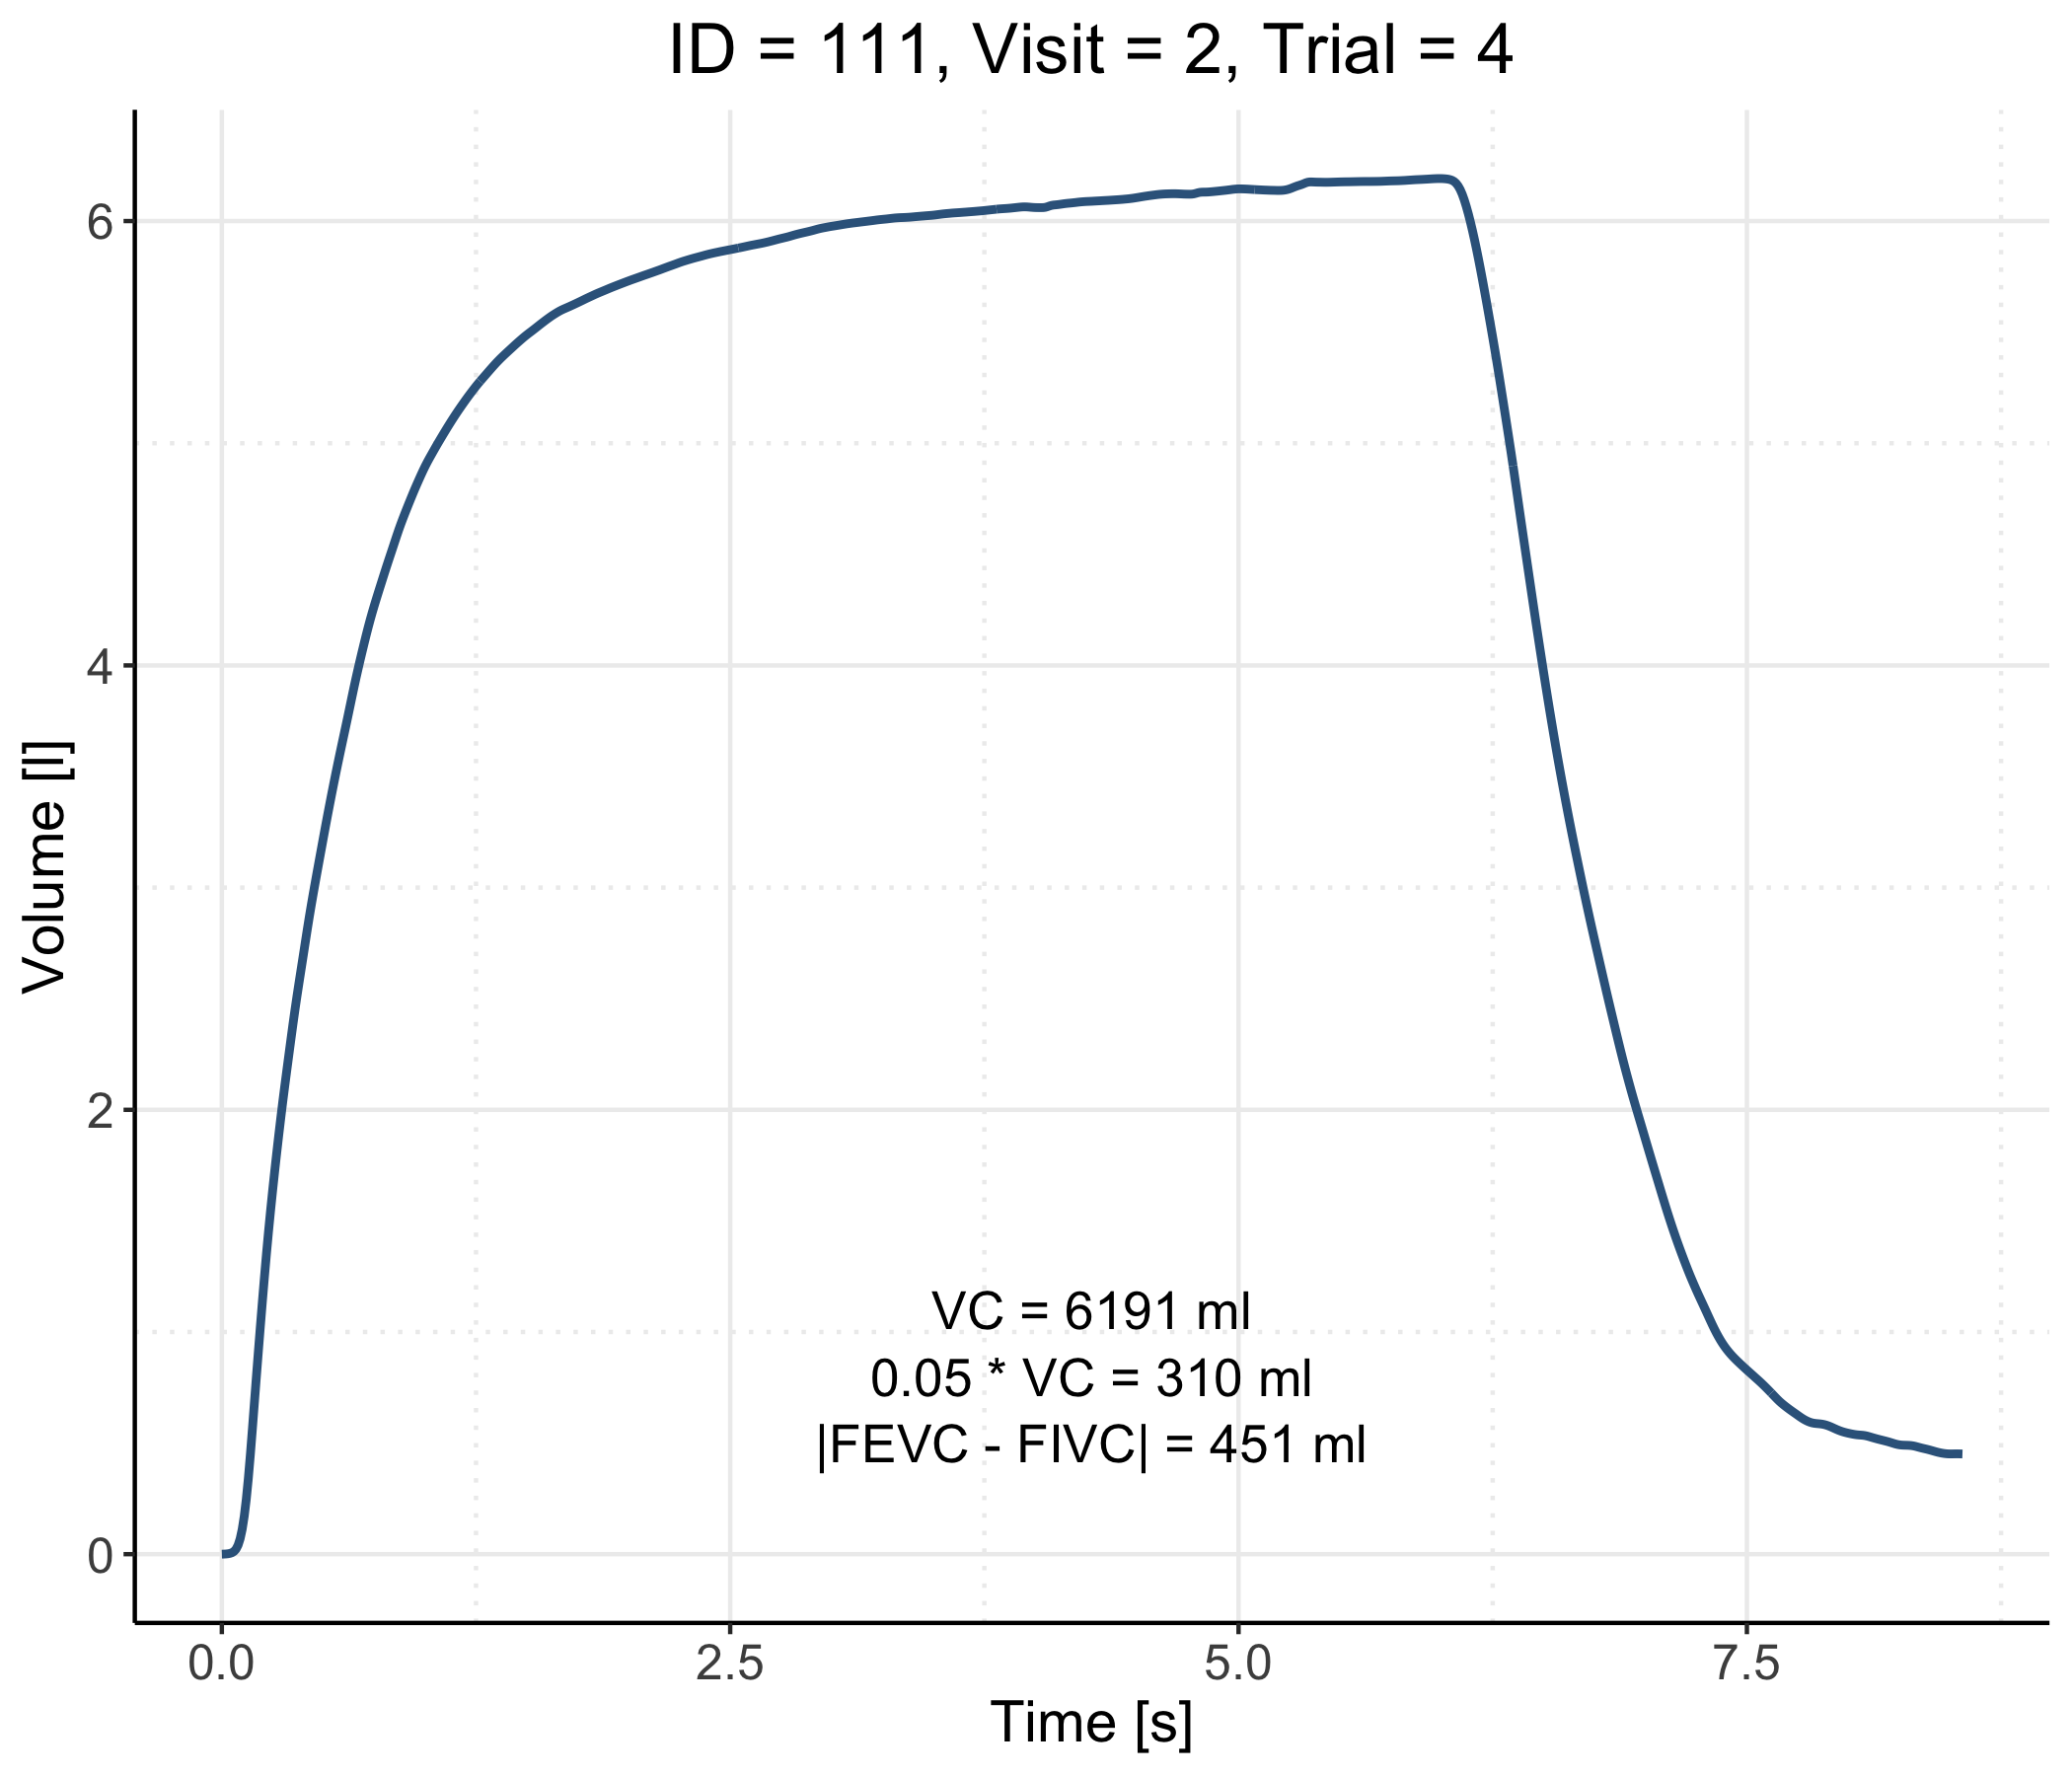 ID = 111, Visit = 2, Trial = 4
6
4
2
0
Volume [l]
VC = 6191 ml
0.05 * VC = 310 ml
|FEVC - FIVC| = 451 ml
0.0 2.5 5.0 7.5
Time [s]